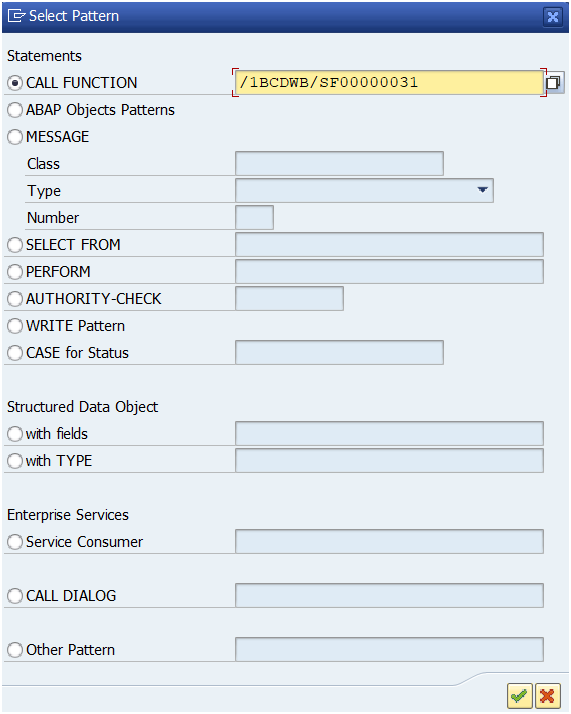 Select Pattern
Statements
CALL FUNCTION /1BCDWB/SF00000031
ABAP Objects Patterns
MESSAGE
Class
Type
Number
SELECT FROM
PERFORM
AUTHORITY-CHECK
WRITE Pattern
CASE for Status
Structured Data Object
with fields
with TYPE
Enterprise Services
Service Consumer
CALL DIALOG
Other Pattern